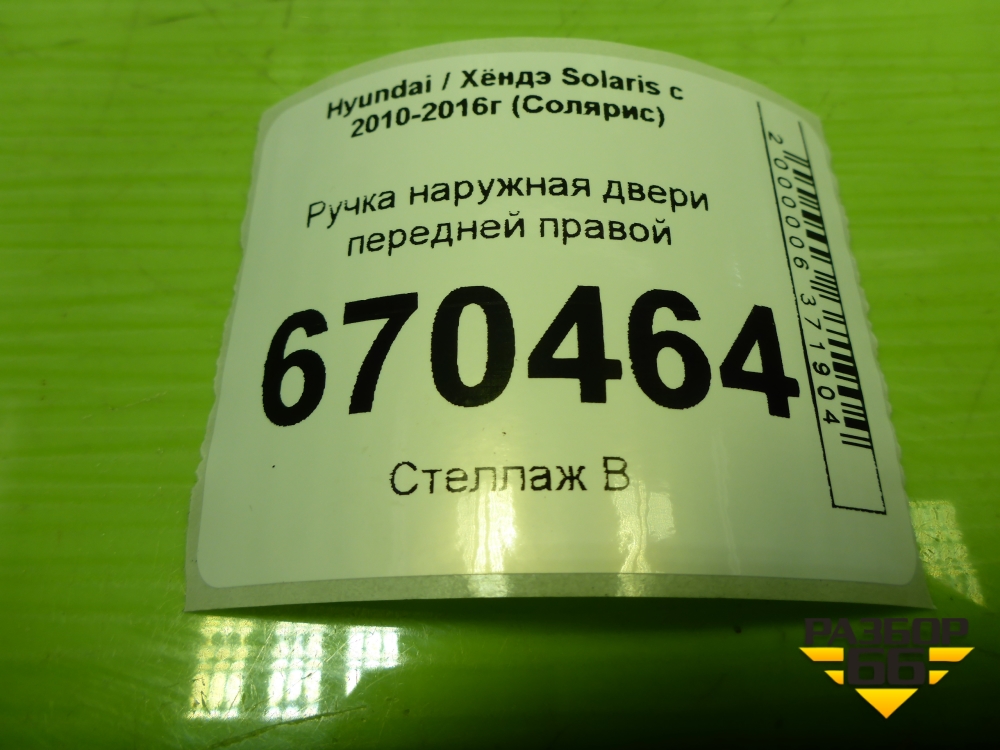 Hyundai / Хёндэ Solaris с
2010-2016г (Солярис)
Ручка наружная двери
передней правой
670464
Стеллаж В
2000006371904
РАЗБОР
66